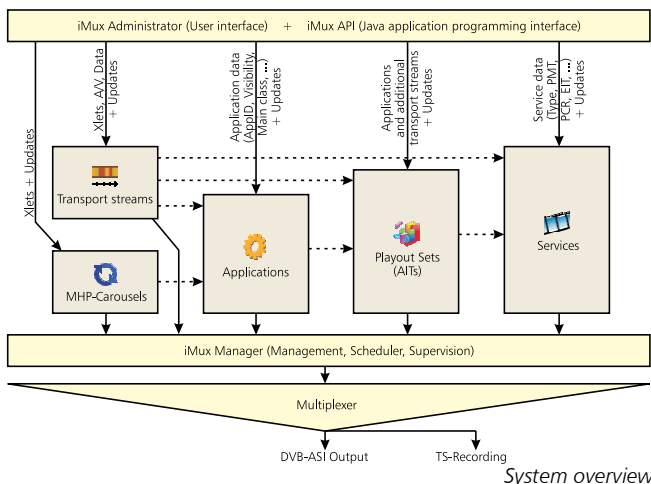 iMux Administrator (User interface) + iMux API (Java application programming interface)
Xlets + Updates
Xlets, A/V, Data
+ Updates
Application data
(AppID, Visibility,
Main class, ...)
+ Updates
Applications
and additional
transport streams
+ Updates
Service data
(Type, PMT,
PCR, EIT, ...)
+ Updates
Transport streams
MHP-Carousels
Applications
Playout Sets
(AITs)
Services
iMux Manager (Management, Scheduler, Supervision)
Multiplexer
DVB-ASI Output
TS-Recording
System overview